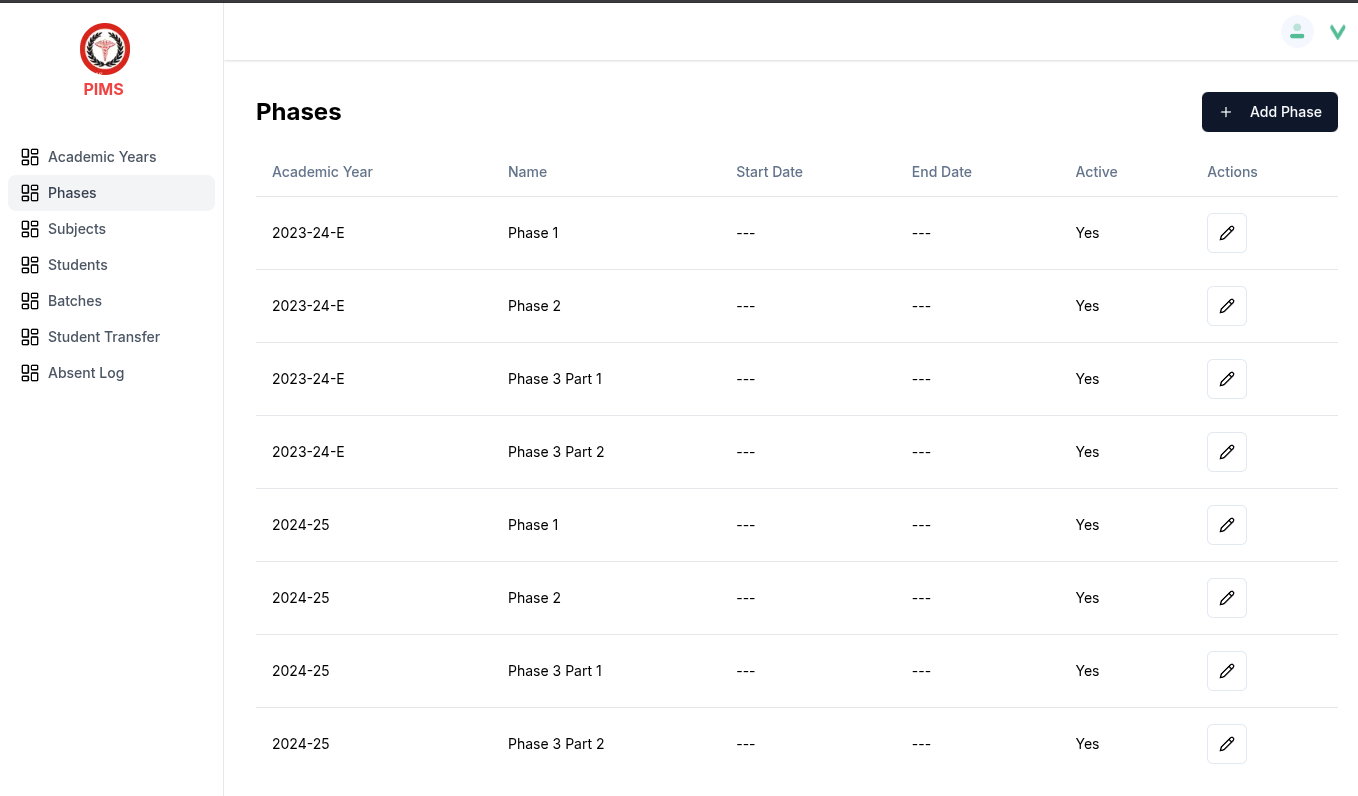 PIMS
Academic Years
Phases
Subjects
Students
Batches
Student Transfer
Absent Log
Phases
Add Phase
Academic Year Name Start Date End Date Active Actions
2023-24-E Phase 1 --- --- Yes
2023-24-E Phase 2 --- --- Yes
2023-24-E Phase 3 Part 1 --- --- Yes
2023-24-E Phase 3 Part 2 --- --- Yes
2024-25 Phase 1 --- --- Yes
2024-25 Phase 2 --- --- Yes
2024-25 Phase 3 Part 1 --- --- Yes
2024-25 Phase 3 Part 2 --- --- Yes